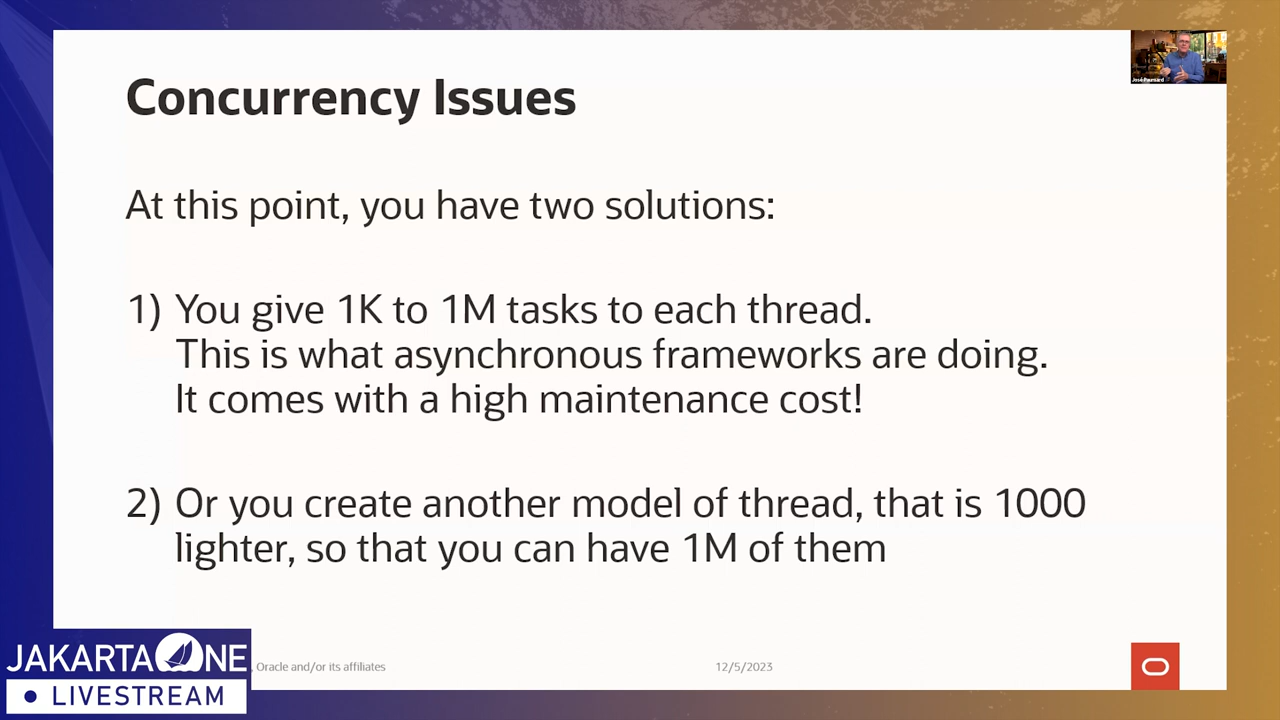 Concurrency Issues
At this point, you have two solutions:
1) You give 1K to 1M tasks to each thread.
This is what asynchronous frameworks are doing.
It comes with a high maintenance cost!
2) Or you create another model of thread, that is 1000
lighter, so that you can have 1M of them
Oracle and/or its affiliates
12/5/2023
JAKARTA ONE
LIVESTREAM